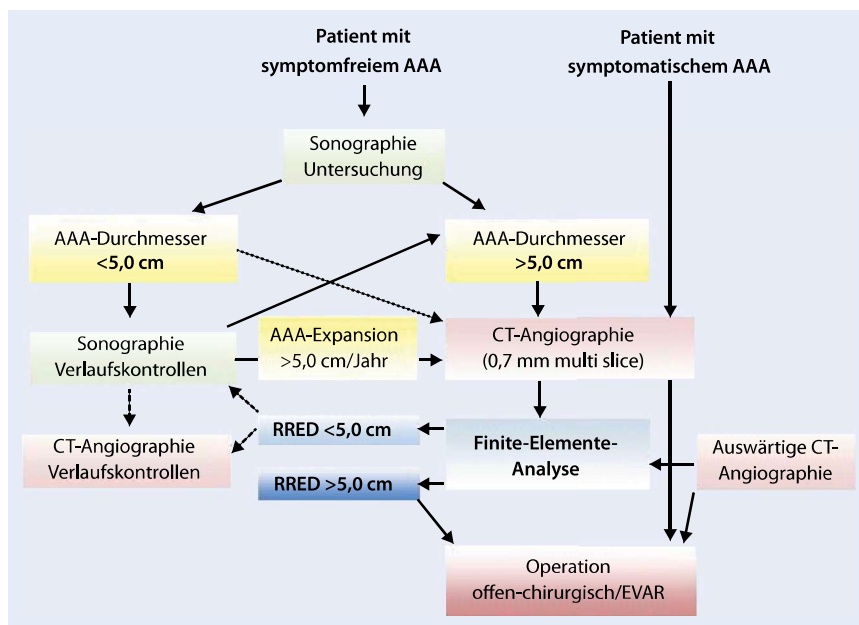 Patient mit
symptomfreiem AAA
Patient mit
symptomatischem AAA
Sonographie
Untersuchung
AAA-Durchmesser
<5,0 cm
AAA-Durchmesser
>5,0 cm
Sonographie
Verlaufskontrollen
AAA-Expansion
>5,0 cm/Jahr
CT-Angiographie
(0,7 mm multi slice)
CT-Angiographie
Verlaufskontrollen
RRED <5,0 cm
RRED >5,0 cm
Finite-Elemente-
Analyse
Auswärtige CT-
Angiographie
Operation
offen-chirurgisch/EVAR